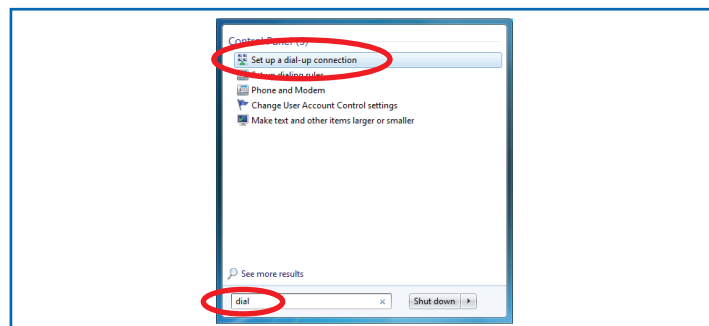 Control Panel (5)
Set up a dial-up connection
Set up dialing rules
Phone and Modem
Change User Account Control settings
Make text and other items larger or smaller
See more results
dial
Shut down